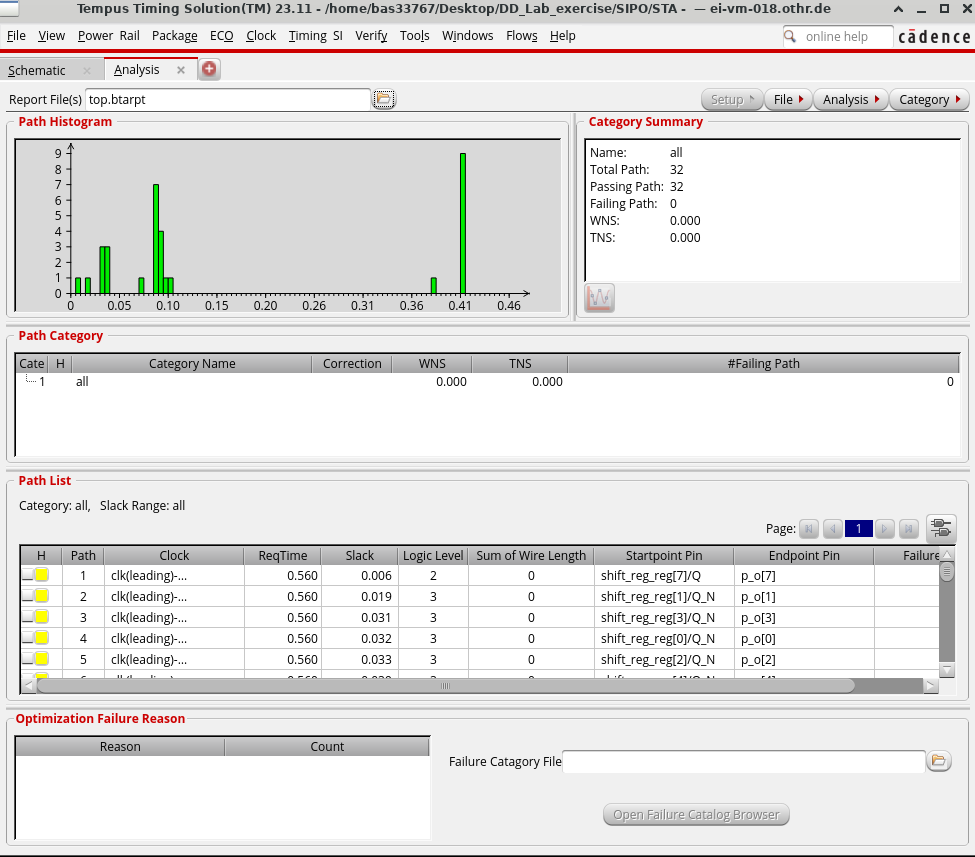 Tempus Timing Solution(TM) 23.11 - /home/bas33767/Desktop/DD_Lab_exercise/SIPO/STA - — ei-vm-018.othr.de
File View Power Rail Package ECO Clock Timing SI Verify Tools Windows Flows Help online help cādence
Schematic Analysis
Report File(s) top.btarpt Setup File Analysis Category
Path Histogram
9
8
7
6
5
4
3
2
1
0
0 0.05 0.10 0.15 0.20 0.26 0.31 0.36 0.41 0.46
Category Summary
Name: all
Total Path: 32
Passing Path: 32
Failing Path: 0
WNS: 0.000
TNS: 0.000
Path Category
Cate H Category Name Correction WNS TNS #Failing Path
1 all 0.000 0.000 0
Path List
Category: all, Slack Range: all
Page: 1
H Path Clock ReqTime Slack Logic Level Sum of Wire Length Startpoint Pin Endpoint Pin Failure
1 clk(leading)-... 0.560 0.006 2 0 shift_reg_reg[7]/Q p_o[7]
2 clk(leading)-... 0.560 0.019 3 0 shift_reg_reg[1]/Q_N p_o[1]
3 clk(leading)-... 0.560 0.031 3 0 shift_reg_reg[3]/Q_N p_o[3]
4 clk(leading)-... 0.560 0.032 3 0 shift_reg_reg[0]/Q_N p_o[0]
5 clk(leading)-... 0.560 0.033 3 0 shift_reg_reg[2]/Q_N p_o[2]
Optimization Failure Reason
Reason Count
Failure Catagory File
Open Failure Catalog Browser